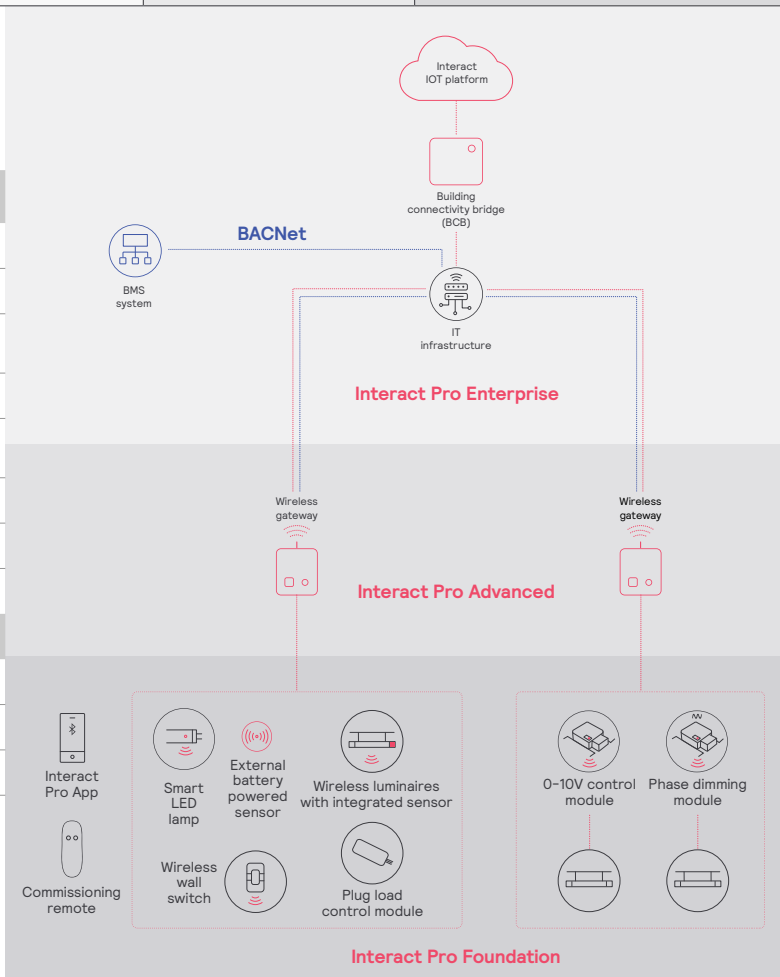 Interact
IOT platform
Building
connectivity bridge
(BCB)
BACNet
BMS
system
IT
infrastructure
Interact Pro Enterprise
Wireless
gateway
Wireless
gateway
Interact Pro Advanced
Interact
Pro App
Smart
LED
lamp
External
battery
powered
sensor
Wireless luminaires
with integrated sensor
0-10V control
module
Phase dimming
module
Commissioning
remote
Wireless
wall
switch
Plug load
control module
Interact Pro Foundation